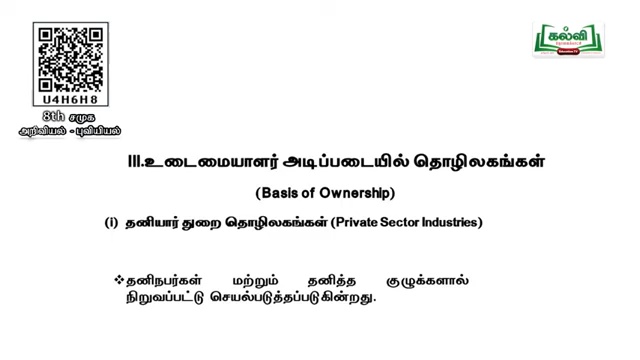 கல்வி
U4H6H8
8th சமூக
அறிவியல் - புவியியல்
III.உடைமையாளர் அடிப்படையில் தொழிலகங்கள்
(Basis of Ownership)
(i) தனியார் துறை தொழிலகங்கள் (Private Sector Industries)
❖தனிநபர்கள் மற்றும் தனித்த குழுக்களால்
நிறுவப்பட்டு செயல்படுத்தப்படுகின்றது.